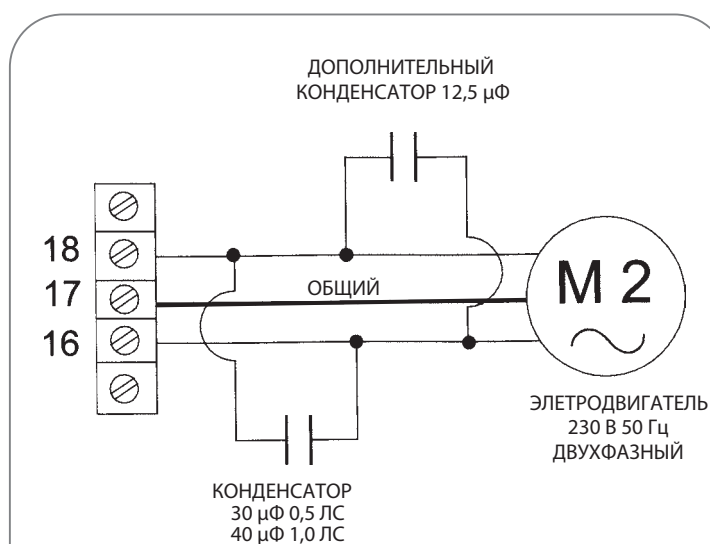 ДОПОЛНИТЕЛЬНЫЙ
КОНДЕНСАТОР 12,5 µФ
18
17
ОБЩИЙ
16
М 2
ЭЛЕТРОДВИГАТЕЛЬ
230 В 50 Гц
ДВУХФАЗНЫЙ
КОНДЕНСАТОР
30 µФ 0,5 ЛС
40 µФ 1,0 ЛС